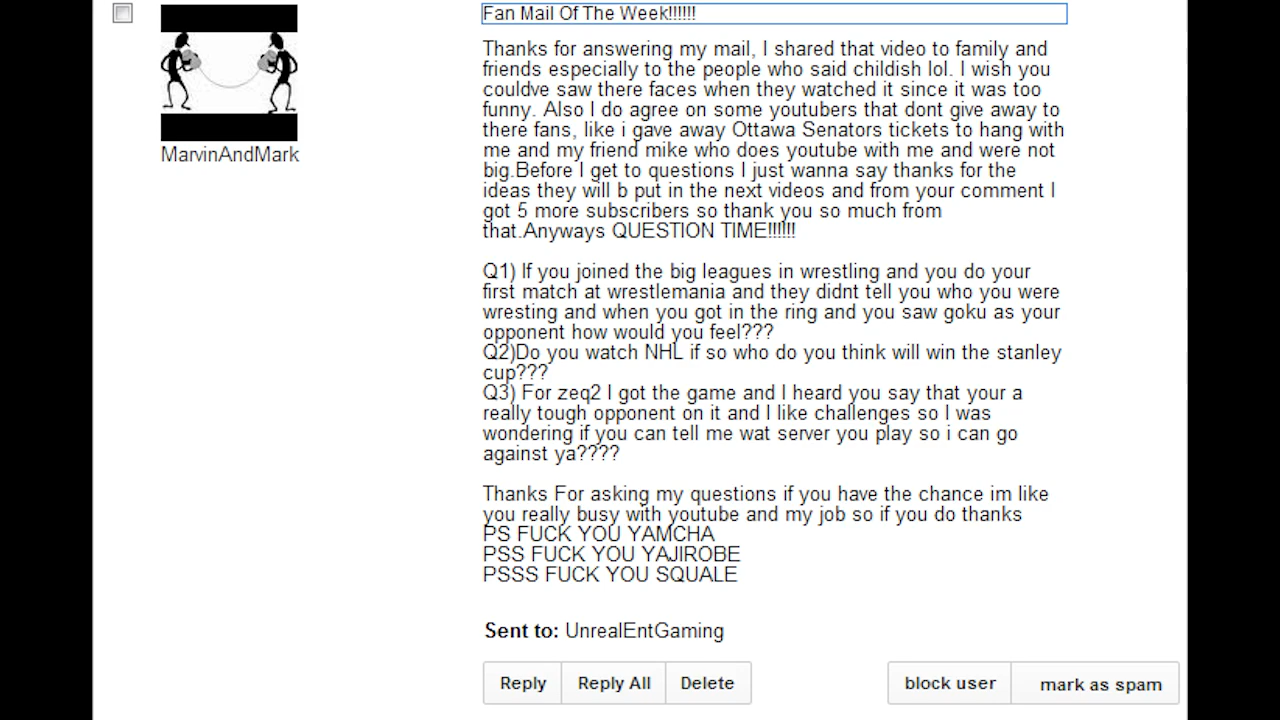 Fan Mail Of The Week!!!!!!
Thanks for answering my mail, I shared that video to family and
friends especially to the people who said childish lol. I wish you
couldve saw there faces when they watched it since it was too
funny. Also I do agree on some youtubers that dont give away to
there fans, like i gave away Ottawa Senators tickets to hang with
me and my friend mike who does youtube with me and were not
big.Before I get to questions I just wanna say thanks for the
ideas they will b put in the next videos and from your comment I
got 5 more subscribers so thank you so much from
that.Anyways QUESTION TIME!!!!!!
Q1) If you joined the big leagues in wrestling and you do your
first match at wrestlemania and they didnt tell you who you were
wresting and when you got in the ring and you saw goku as your
opponent how would you feel???
Q2)Do you watch NHL if so who do you think will win the stanley
cup???
Q3) For zeq2 I got the game and I heard you say that your a
really tough opponent on it and I like challenges so I was
wondering if you can tell me wat server you play so i can go
against ya????
Thanks For asking my questions if you have the chance im like
you really busy with youtube and my job so if you do thanks
PS FUCK YOU YAMCHA
PSS FUCK YOU YAJIROBE
PSSS FUCK YOU SQUALE
MarvinAndMark
Sent to: UnrealEntGaming
Reply Reply All Delete block user mark as spam